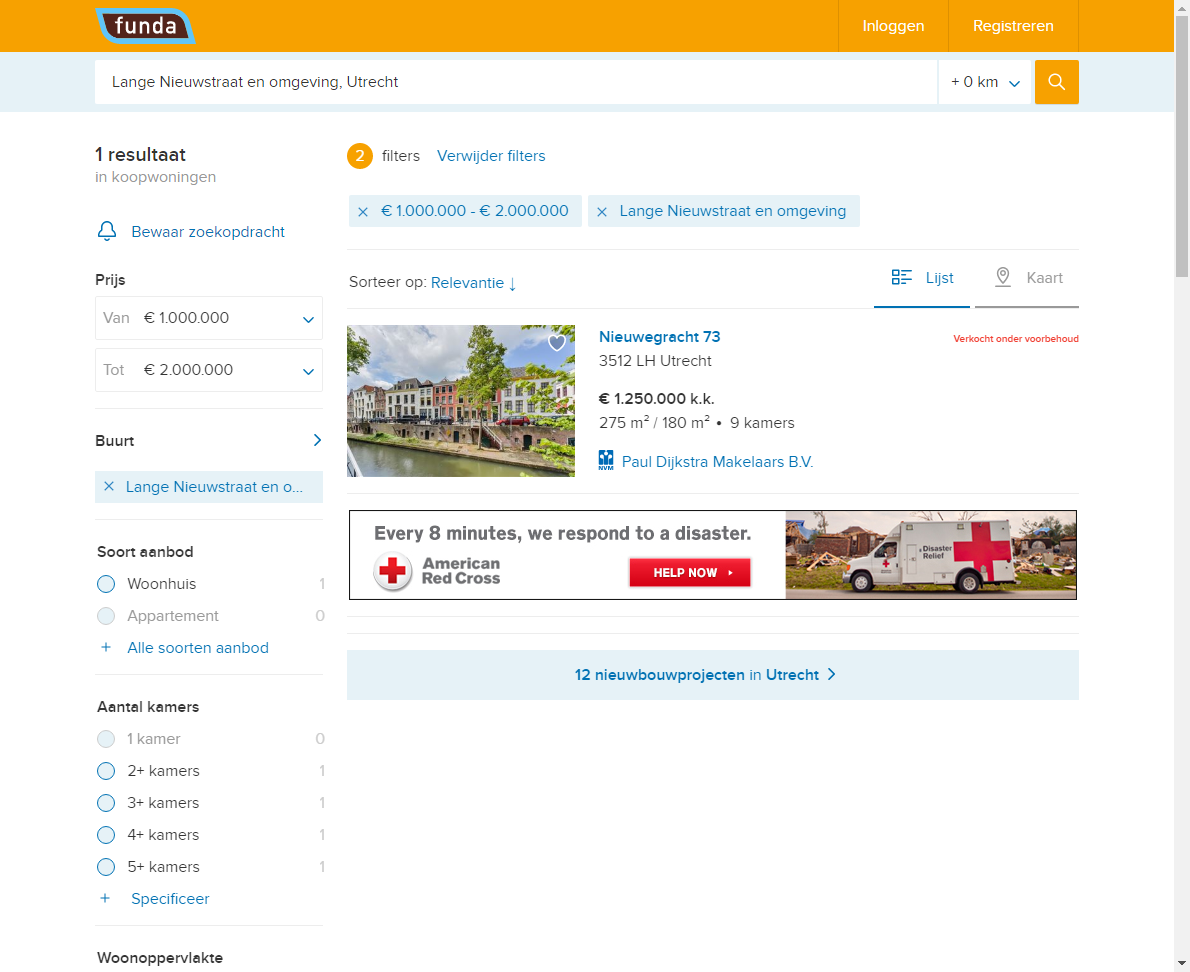 funda
Inloggen
Registreren
Lange Nieuwstraat en omgeving, Utrecht
+ 0 km
1 resultaat
in koopwoningen
Bewaar zoekopdracht
Prijs
Van € 1.000.000
Tot € 2.000.000
Buurt
× Lange Nieuwstraat en o...
Soort aanbod
Woonhuis 1
Appartement 0
+ Alle soorten aanbod
Aantal kamers
1 kamer 0
2+ kamers 1
3+ kamers 1
4+ kamers 1
5+ kamers 1
+ Specificeer
Woonoppervlakte
2 filters Verwijder filters
× € 1.000.000 - € 2.000.000
× Lange Nieuwstraat en omgeving
Sorteer op: Relevantie ↓
Lijst
Kaart
Nieuwegracht 73
Verkocht onder voorbehoud
3512 LH Utrecht
€ 1.250.000 k.k.
275 m² / 180 m² • 9 kamers
NVM Paul Dijkstra Makelaars B.V.
Every 8 minutes, we respond to a disaster.
American
Red Cross
HELP NOW
Disaster
Relief
12 nieuwbouwprojecten in Utrecht